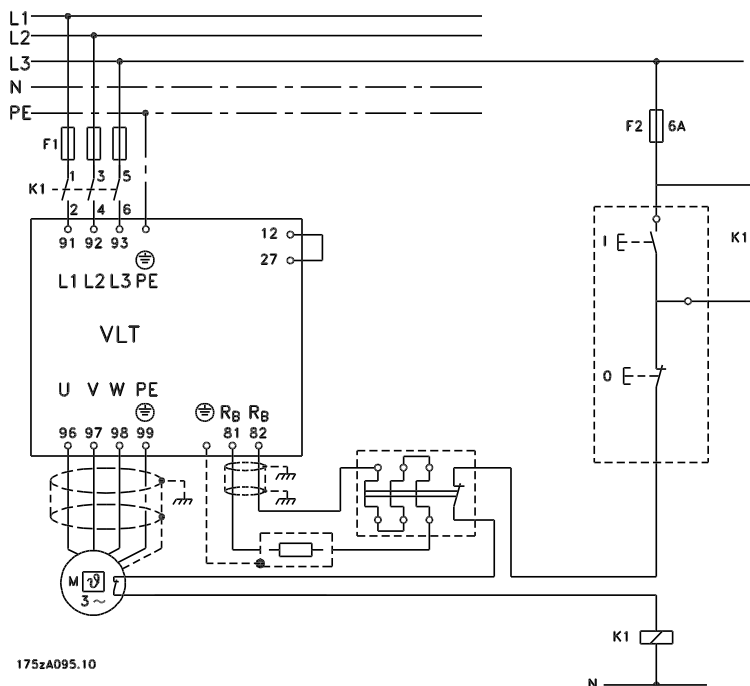 L1
L2
L3
N
PE
F1
F2 6A
1 3 5
K1
2 4 6
91 92 93
12
27
L1 L2 L3 PE
I
K1
VLT
O
U V W PE
RB RB
96 97 98 99 81 82
M ϑ
3 ~
K1
175zA095.10
N